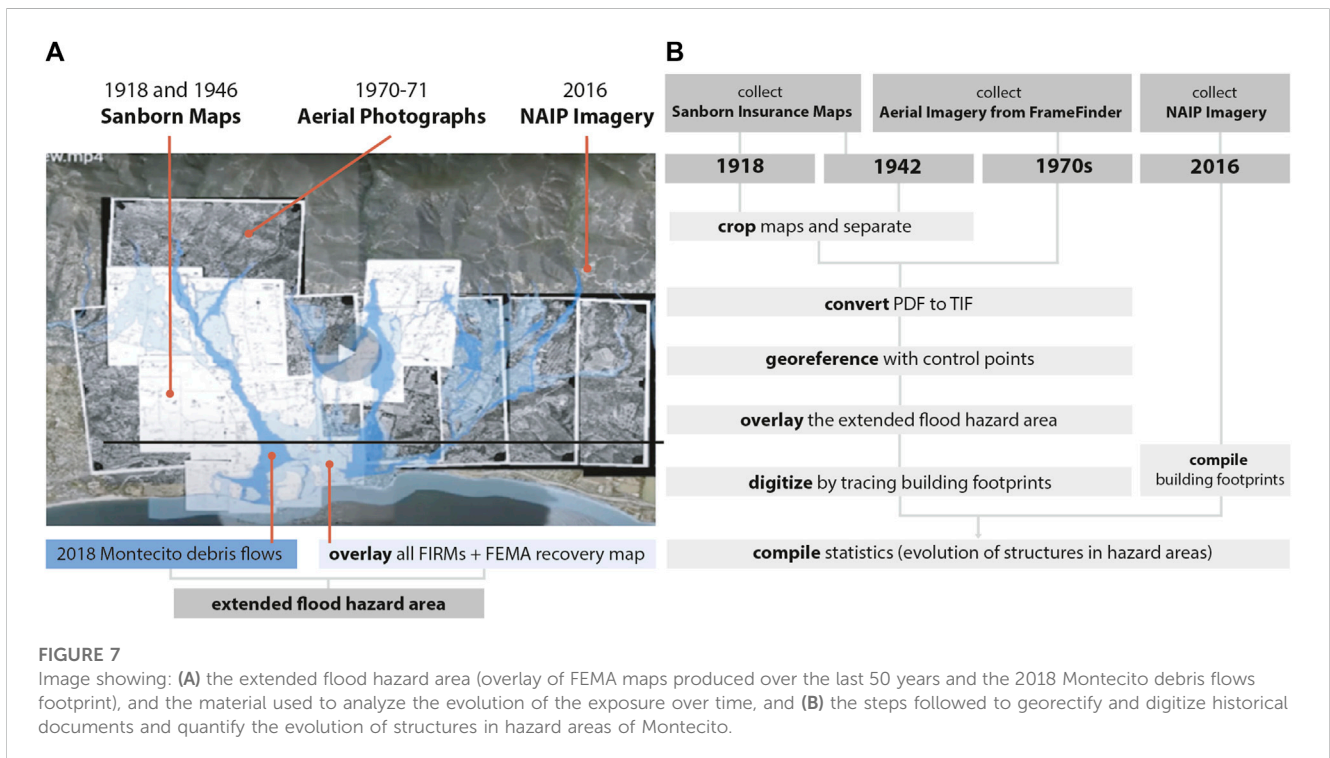 A
1918 and 1946
Sanborn Maps
1970-71
Aerial Photographs
2016
NAIP Imagery
ew.mp4
2018 Montecito debris flows
overlay all FIRMs + FEMA recovery map
extended flood hazard area
B
collect
Sanborn Insurance Maps
collect
Aerial Imagery from FrameFinder
collect
NAIP Imagery
1918
1942
1970s
2016
crop maps and separate
convert PDF to TIF
georeference with control points
overlay the extended flood hazard area
digitize by tracing building footprints
compile
building footprints
compile statistics (evolution of structures in hazard areas)
FIGURE 7
Image showing: (A) the extended flood hazard area (overlay of FEMA maps produced over the last 50 years and the 2018 Montecito debris flows
footprint), and the material used to analyze the evolution of the exposure over time, and (B) the steps followed to georectify and digitize historical
documents and quantify the evolution of structures in hazard areas of Montecito.